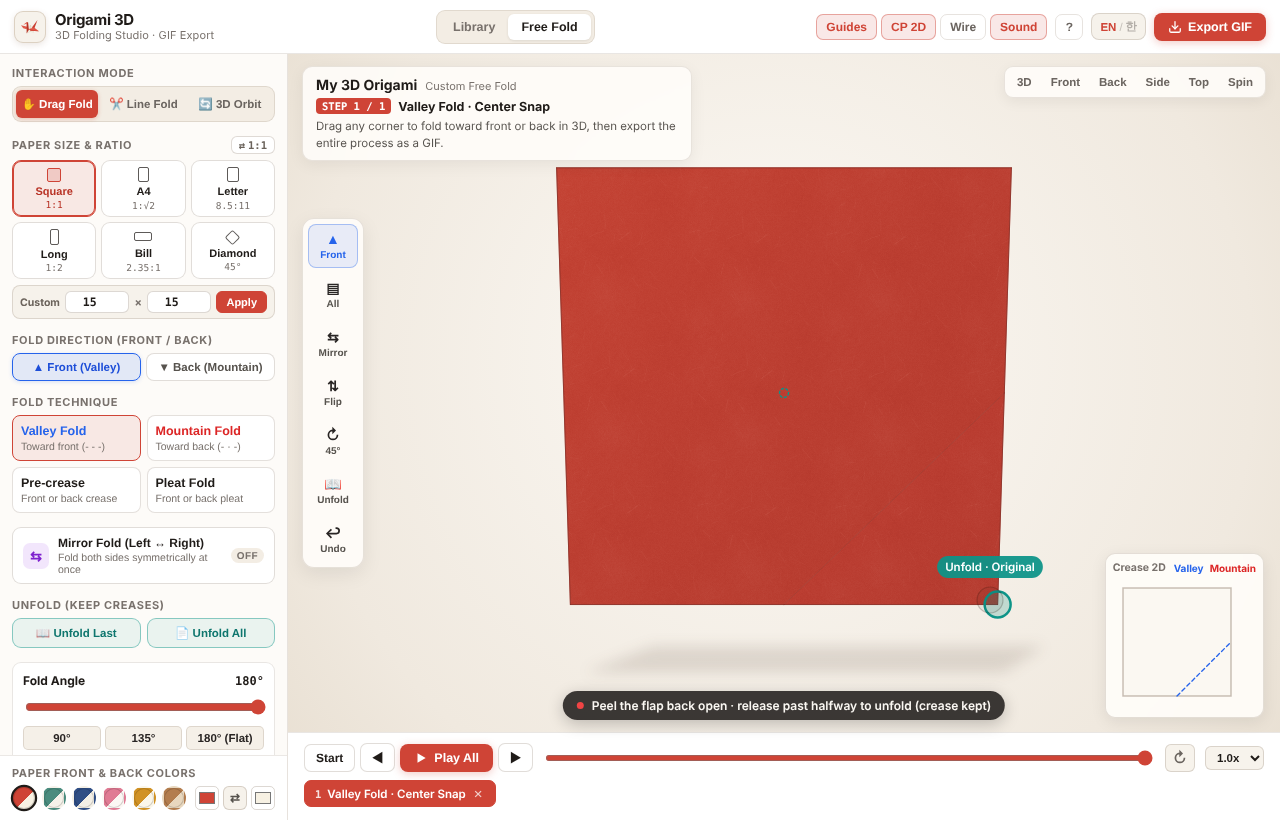 Origami 3D
3D Folding Studio · GIF Export
Library
Free Fold
Guides
CP 2D
Wire
Sound
?
EN / 한
Export GIF
INTERACTION MODE
✋ Drag Fold
✂️ Line Fold
🔄 3D Orbit
PAPER SIZE & RATIO
⇄ 1:1
Square
1:1
A4
1:√2
Letter
8.5:11
Long
1:2
Bill
2.35:1
Diamond
45°
Custom 15 × 15 Apply
FOLD DIRECTION (FRONT / BACK)
▲ Front (Valley)
▼ Back (Mountain)
FOLD TECHNIQUE
Valley Fold
Toward front (- - -)
Mountain Fold
Toward back (- · -)
Pre-crease
Front or back crease
Pleat Fold
Front or back pleat
Mirror Fold (Left ↔ Right)
Fold both sides symmetrically at
once
OFF
UNFOLD (KEEP CREASES)
📖 Unfold Last
📄 Unfold All
Fold Angle
180°
90°
135°
180° (Flat)
PAPER FRONT & BACK COLORS
My 3D Origami Custom Free Fold
STEP 1 / 1 Valley Fold · Center Snap
Drag any corner to fold toward front or back in 3D, then export the
entire process as a GIF.
3D
Front
Back
Side
Top
Spin
▲
Front
All
Mirror
Flip
45°
Unfold
Undo
Unfold · Original
Crease 2D Valley Mountain
Peel the flap back open · release past halfway to unfold (crease kept)
Start
◀
▶ Play All
▶
1.0x
1 Valley Fold · Center Snap ✕